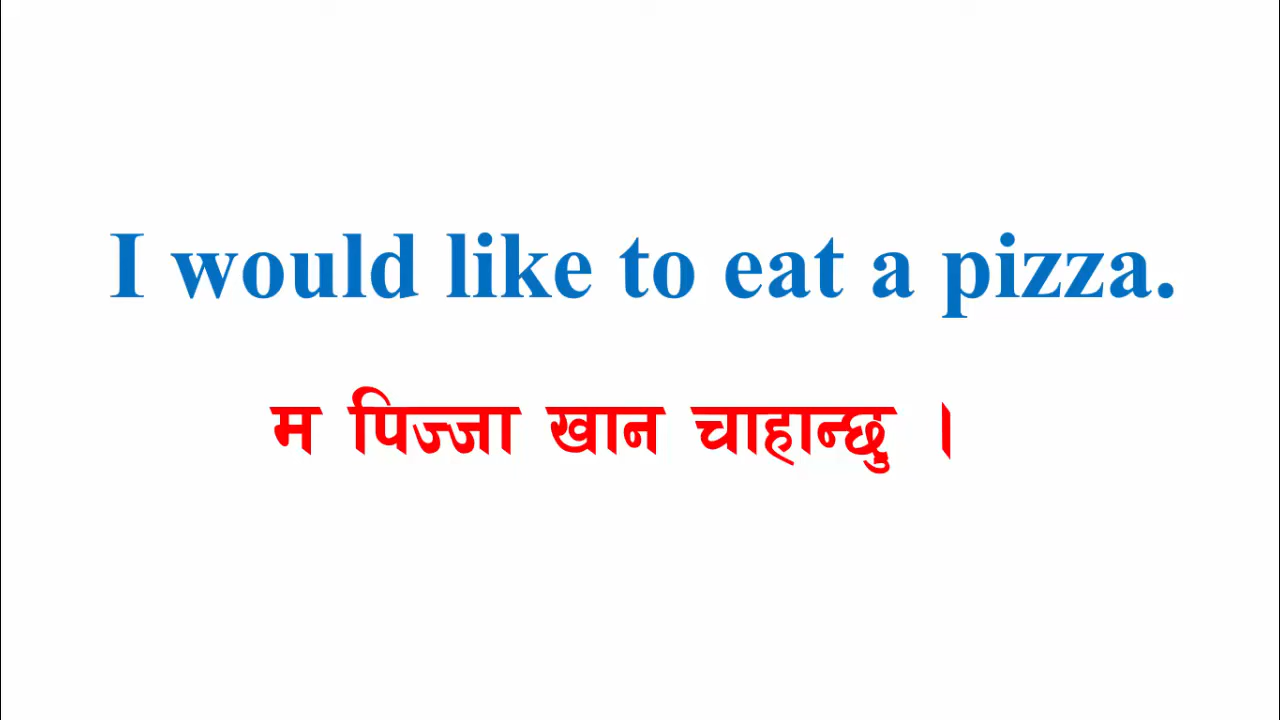 I would like to eat a pizza.
म पिज्जा खान चाहान्छु ।